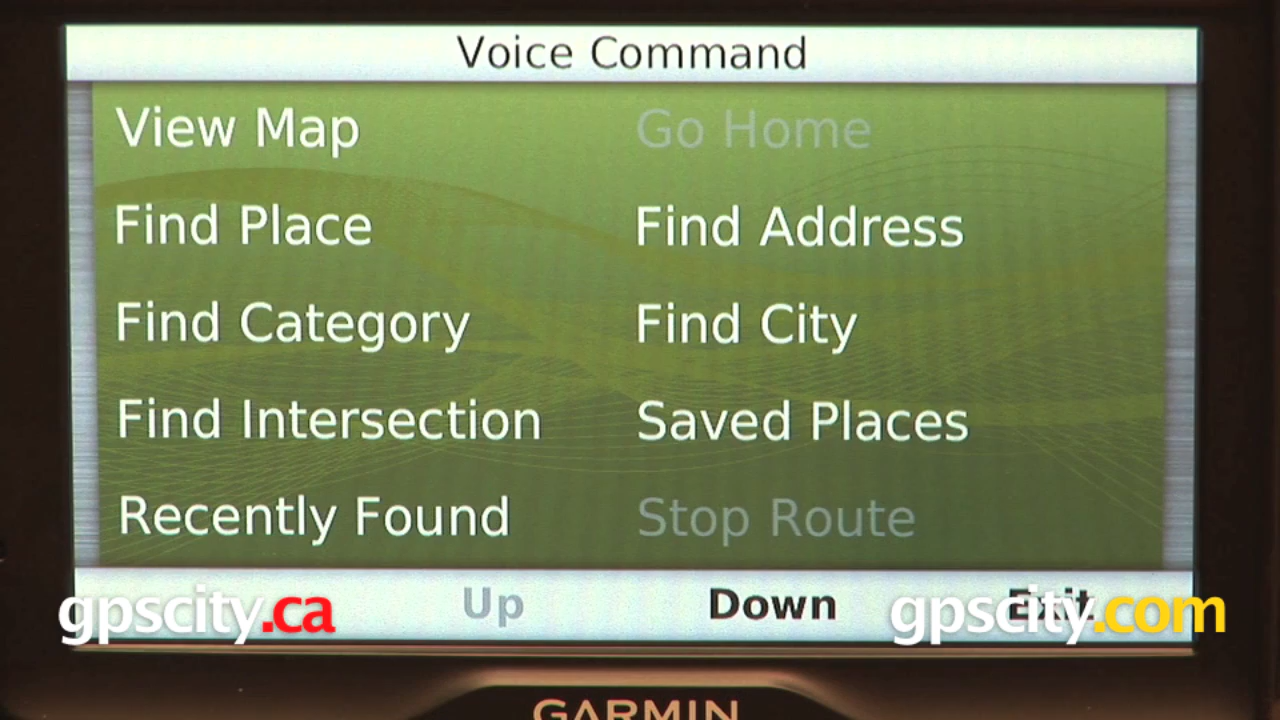 Voice Command
View Map Go Home
Find Place Find Address
Find Category Find City
Find Intersection Saved Places
Recently Found Stop Route
Up Down Exit
gpscity.ca gpscity.com
GARMIN